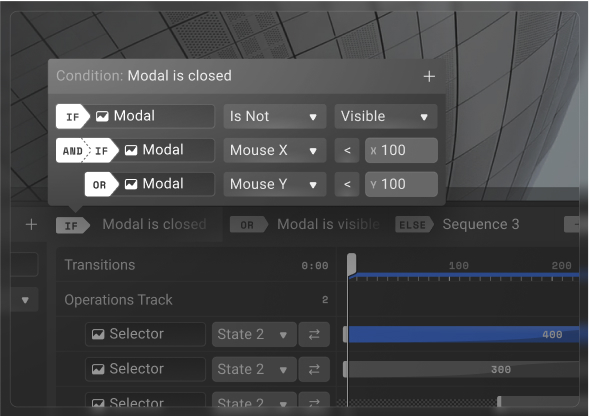 Condition: Modal is closed +
IF Modal Is Not Visible
AND IF Modal Mouse X < X 100
OR Modal Mouse Y < Y 100
+ IF Modal is closed OR Modal is visible ELSE Sequence 3
Transitions 0:00 100 200
Operations Track 2
Selector State 2 400
Selector State 2 300
Selector State 2